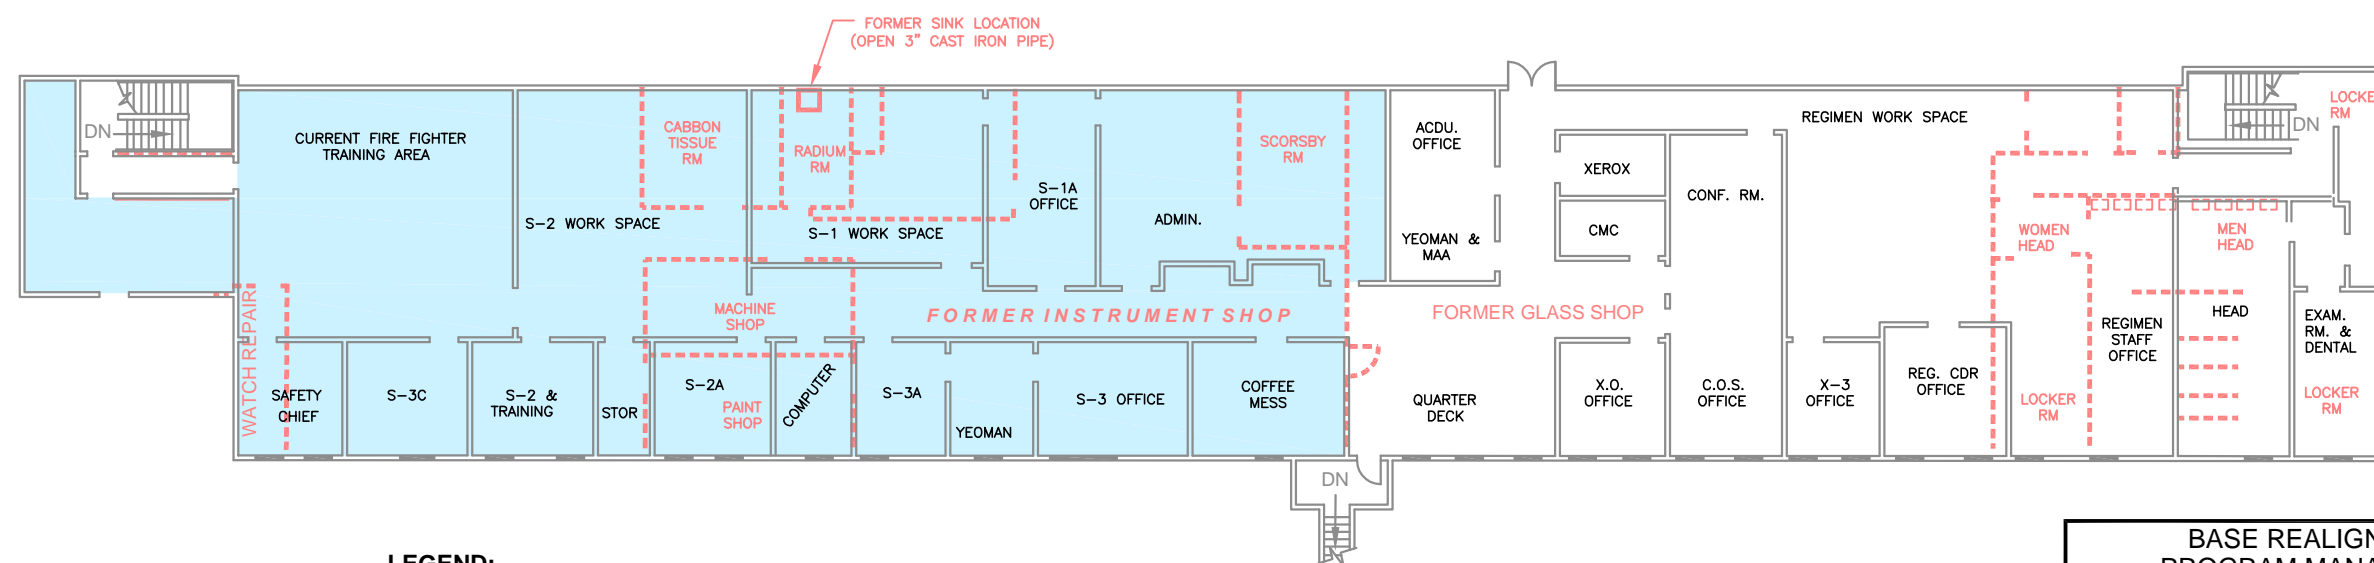 FORMER SINK LOCATION
(OPEN 3" CAST IRON PIPE)
DN
CURRENT FIRE FIGHTER
TRAINING AREA
CABBON
TISSUE
RM
RADIUM
RM
S-2 WORK SPACE
S-1 WORK SPACE
S-1A
OFFICE
ADMIN.
SCORSBY
RM
ACDU.
OFFICE
YEOMAN &
MAA
XEROX
CMC
CONF. RM.
REGIMEN WORK SPACE
DN
LOCKE
RM
WOMEN
HEAD
MEN
HEAD
WATCH REPAIR
MACHINE
SHOP
FORMER INSTRUMENT SHOP
FORMER GLASS SHOP
HEAD
REGIMEN
STAFF
OFFICE
EXAM.
RM. &
DENTAL
SAFETY
CHIEF
S-3C
S-2 &
TRAINING
STOR
S-2A
PAINT
SHOP
COMPUTER
S-3A
YEOMAN
S-3 OFFICE
COFFEE
MESS
QUARTER
DECK
X.O.
OFFICE
C.O.S.
OFFICE
X-3
OFFICE
REG. CDR
OFFICE
LOCKER
RM
LOCKER
RM
DN
LEGEND:
BASE REALIGN
PROGRAM MANA